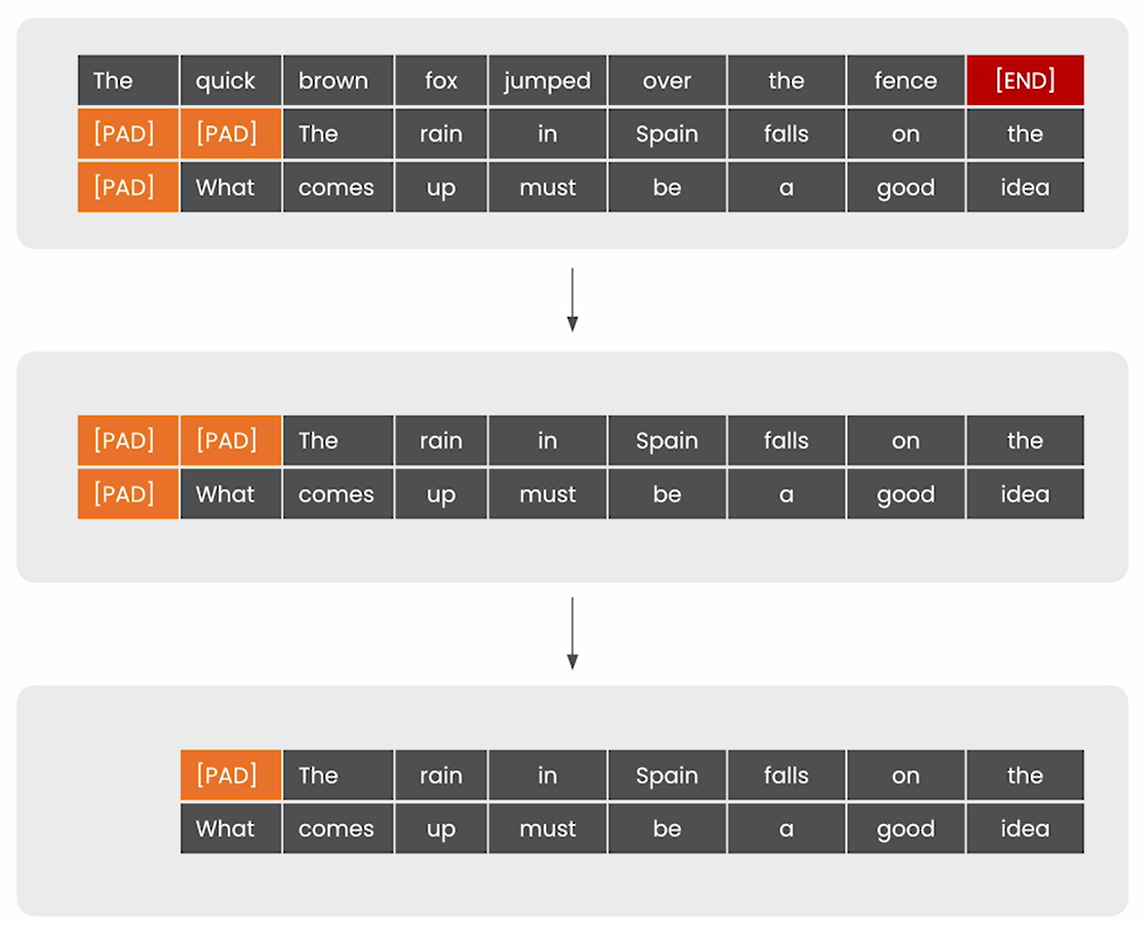 The quick brown fox jumped over the fence [END]
[PAD] [PAD] The rain in Spain falls on the
[PAD] What comes up must be a good idea
[PAD] [PAD] The rain in Spain falls on the
[PAD] What comes up must be a good idea
[PAD] The rain in Spain falls on the
What comes up must be a good idea